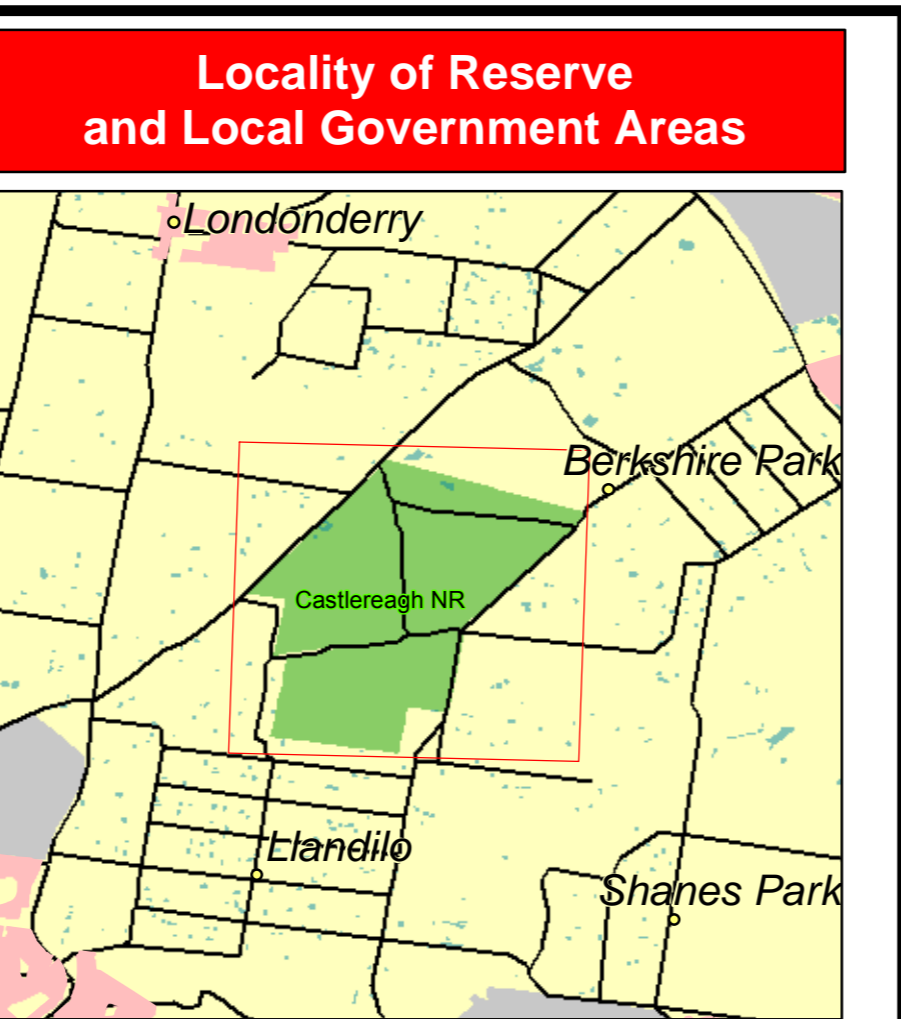 Locality of Reserve
and Local Government Areas
Londonderry
Berkshire Park
Castlereagh NR
Llandilo
Shanes Park